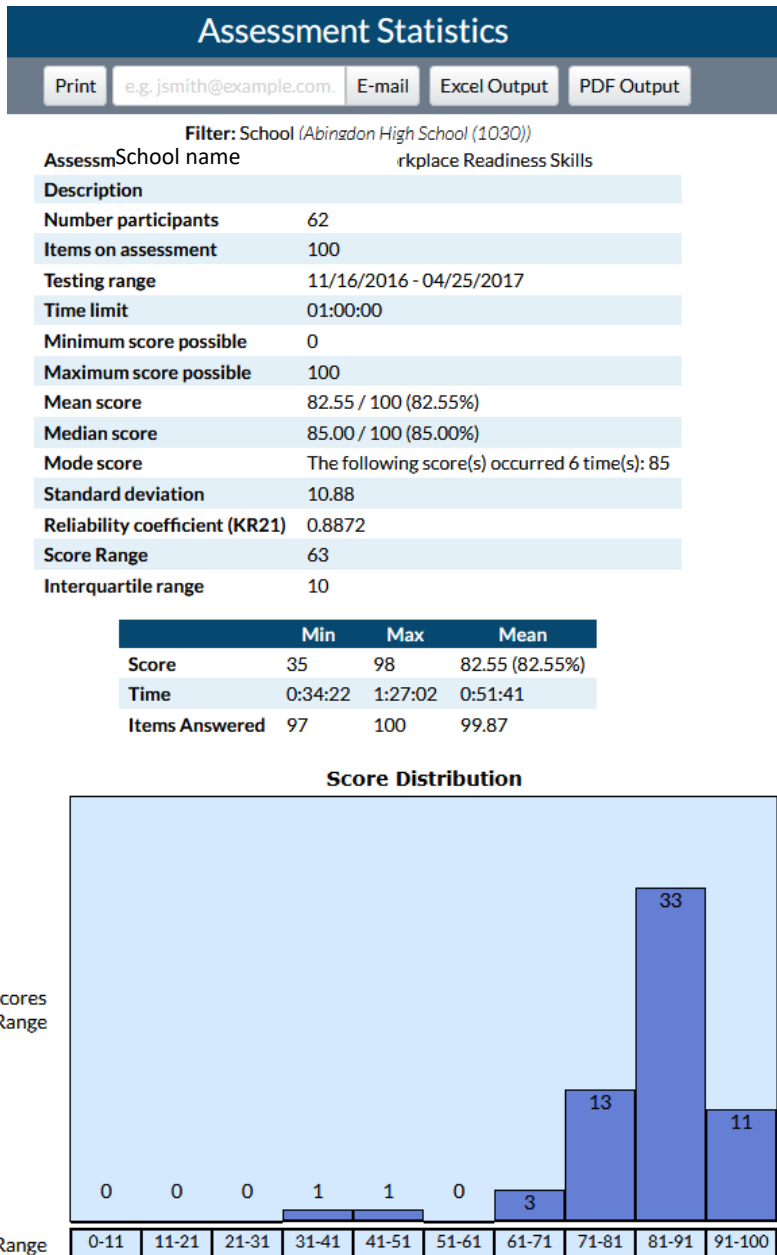 Assessment Statistics
Print e.g. jsmith@example.com. E-mail Excel Output PDF Output
Filter: School (Abingdon High School (1030))
Assessm School name rkplace Readiness Skills
Description
Number participants 62
Items on assessment 100
Testing range 11/16/2016 - 04/25/2017
Time limit 01:00:00
Minimum score possible 0
Maximum score possible 100
Mean score 82.55 / 100 (82.55%)
Median score 85.00 / 100 (85.00%)
Mode score The following score(s) occurred 6 time(s): 85
Standard deviation 10.88
Reliability coefficient (KR21) 0.8872
Score Range 63
Interquartile range 10
Min Max Mean
Score 35 98 82.55 (82.55%)
Time 0:34:22 1:27:02 0:51:41
Items Answered 97 100 99.87
Score Distribution
33
cores
Range
13
11
0 0 0 1 1 0 3
Range 0-11 11-21 21-31 31-41 41-51 51-61 61-71 71-81 81-91 91-100